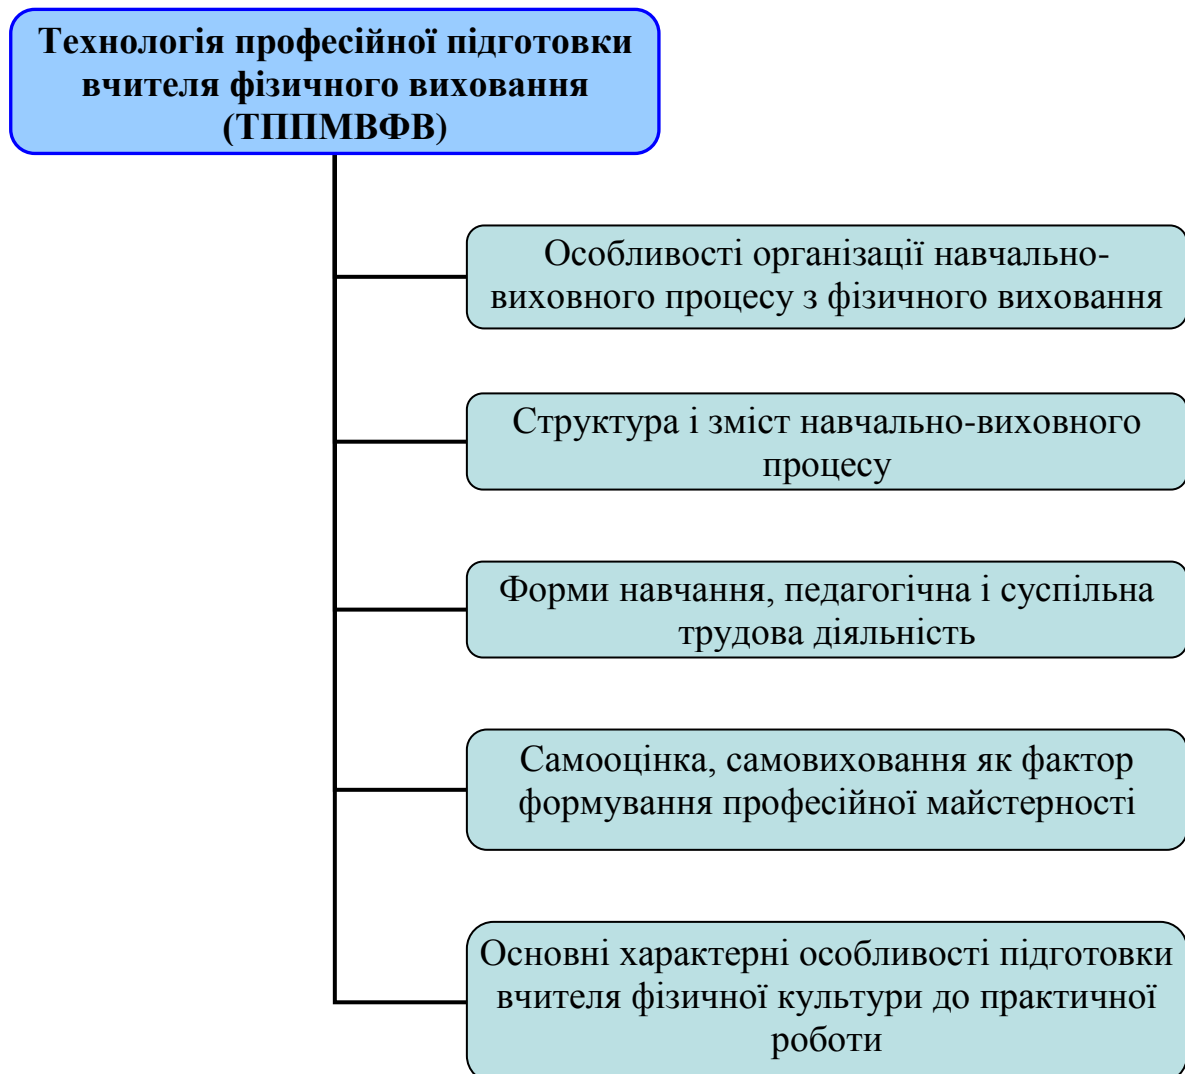 Технологія професійної підготовки
вчителя фізичного виховання
(ТППМВФВ)
Особливості організації навчально-
виховного процесу з фізичного виховання
Структура і зміст навчально-виховного
процесу
Форми навчання, педагогічна і суспільна
трудова діяльність
Самооцінка, самовиховання як фактор
формування професійної майстерності
Основні характерні особливості підготовки
вчителя фізичної культури до практичної
роботи